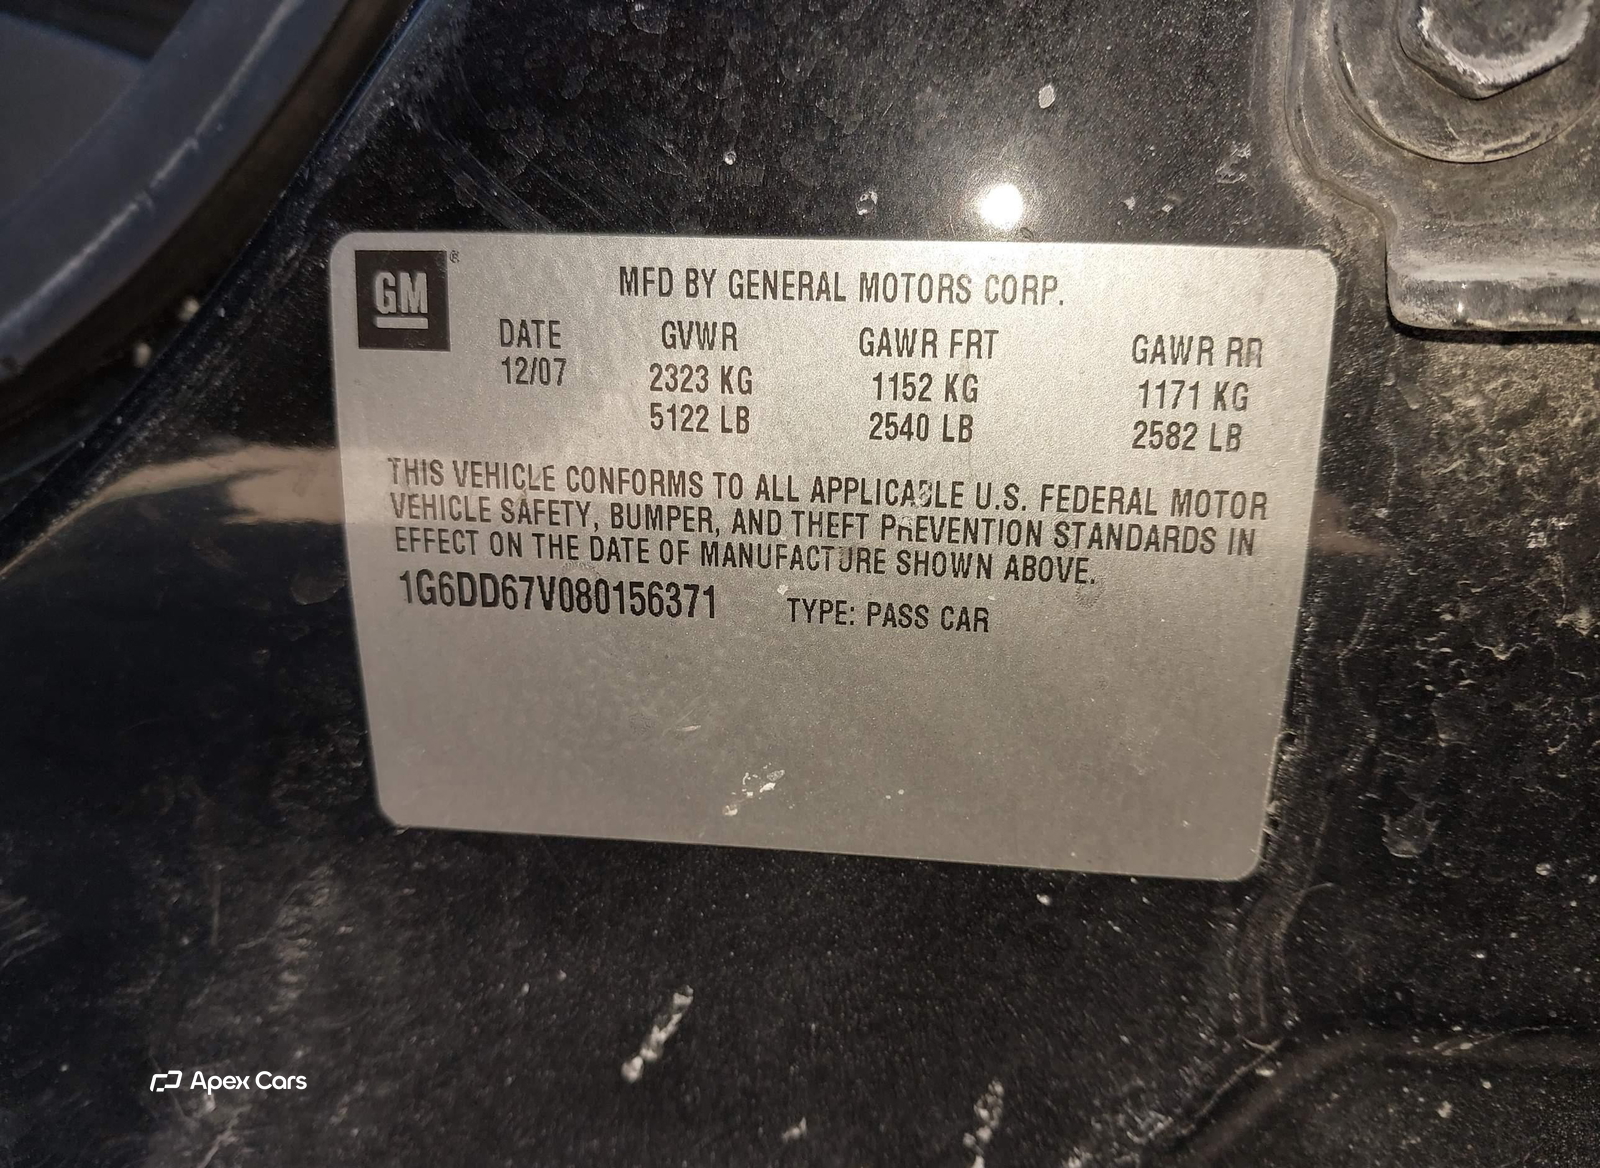 GM ®
MFD BY GENERAL MOTORS CORP.
DATE GVWR GAWR FRT GAWR RR
12/07 2323 KG 1152 KG 1171 KG
5122 LB 2540 LB 2582 LB
THIS VEHICLE CONFORMS TO ALL APPLICABLE U.S. FEDERAL MOTOR
VEHICLE SAFETY, BUMPER, AND THEFT PREVENTION STANDARDS IN
EFFECT ON THE DATE OF MANUFACTURE SHOWN ABOVE.
1G6DD67V080156371 TYPE: PASS CAR
Apex Cars